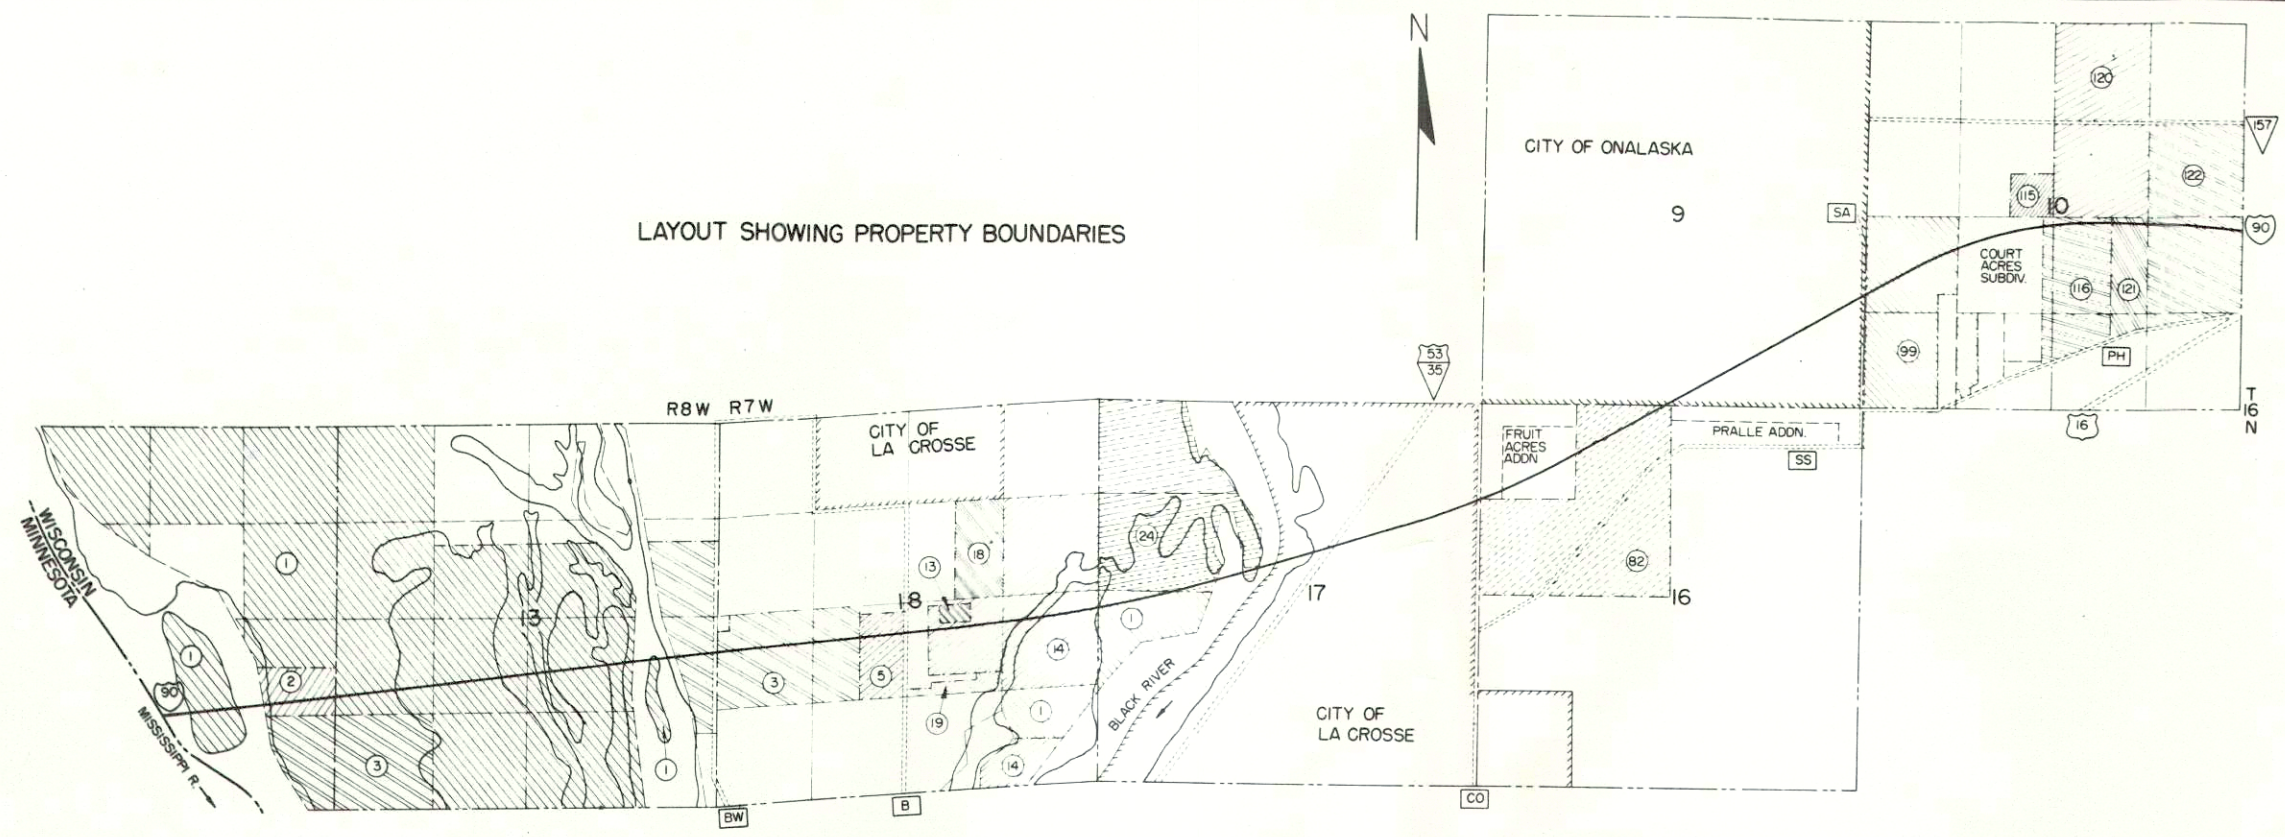 N
120
157
CITY OF ONALASKA
122
115
10
SA
9
90
LAYOUT SHOWING PROPERTY BOUNDARIES
COURT
ACRES
SUBDIV.
116
121
53
35
99
PH
T
16
N
R8W R7W
16
CITY OF
LA CROSSE
FRUIT
ACRES
ADDN
PRALLE ADDN.
SS
WISCONSIN
MINNESOTA
1
13
18
24
82
13
18
17
16
1
1
14
2
3
5
90
MISSISSIPPI R.
19
1
BLACK RIVER
CITY OF
LA CROSSE
3
1
14
BW
B
CO